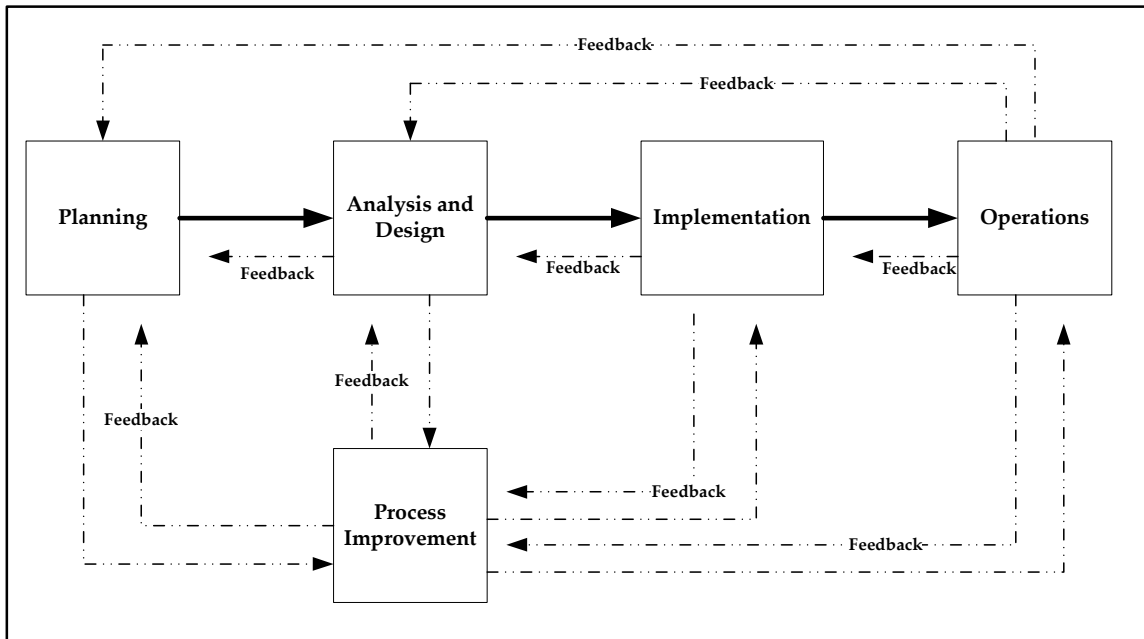 Feedback
Feedback
Planning
Analysis and
Design
Implementation
Operations
Feedback
Feedback
Feedback
Feedback
Feedback
Feedback
Process
Improvement
Feedback